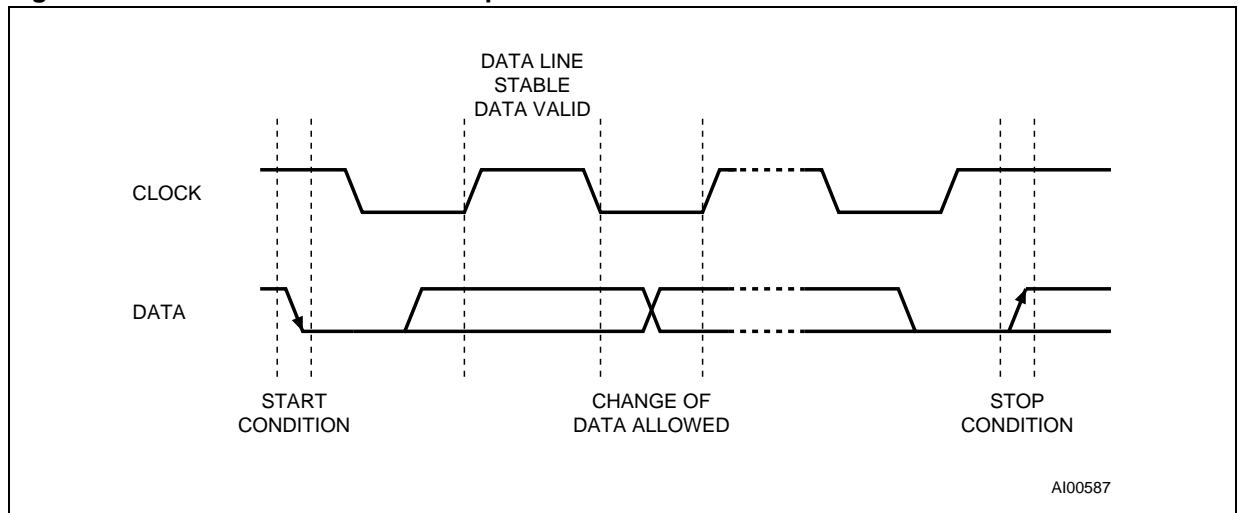 DATA LINE
STABLE
DATA VALID
CLOCK
DATA
START
CONDITION
CHANGE OF
DATA ALLOWED
STOP
CONDITION
AI00587